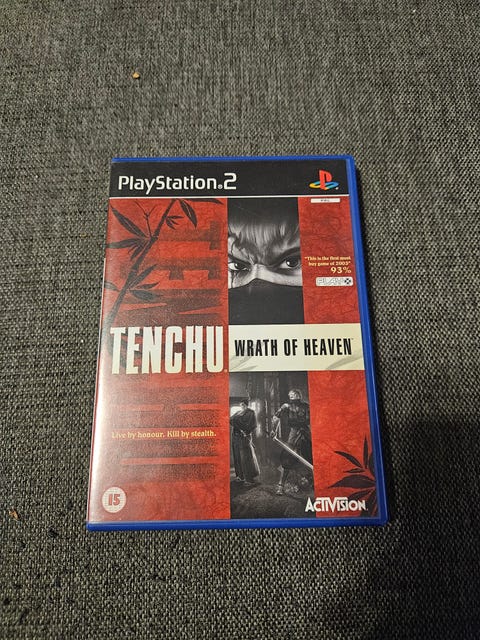 PlayStation.2
PAL
"This is the first must
buy game of 2003"
93%
PLAY
TENCHU
WRATH OF HEAVEN
Live by honour. Kill by stealth.
15
ACTIVISION